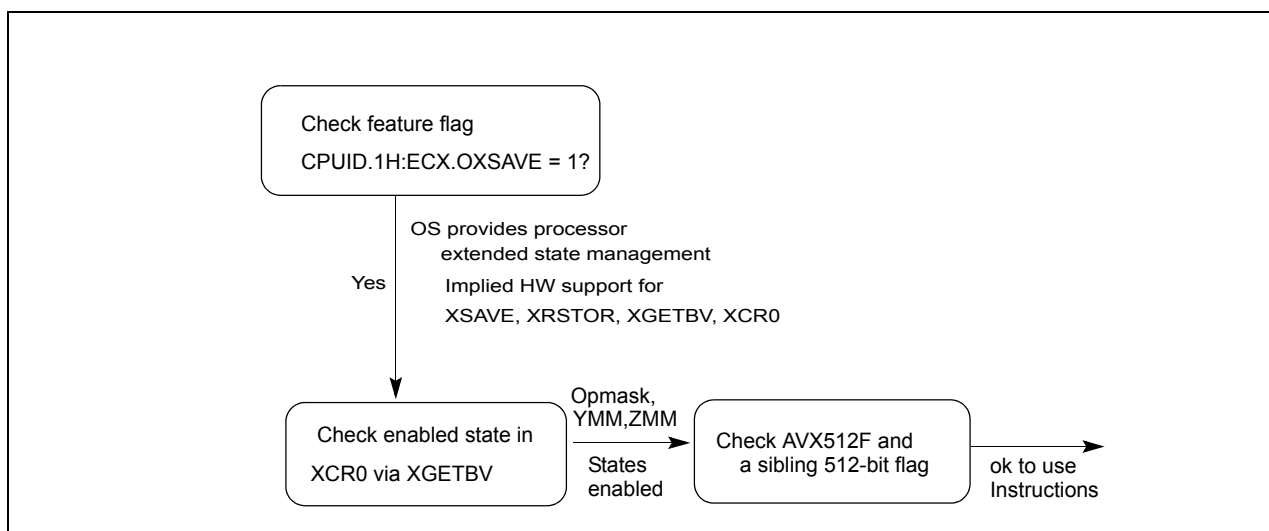 Check feature flag
CPUID.1H:ECX.OXSAVE = 1?
OS provides processor
extended state management
Yes
Implied HW support for
XSAVE, XRSTOR, XGETBV, XCR0
Check enabled state in
XCR0 via XGETBV
Opmask,
YMM,ZMM
States
enabled
Check AVX512F and
a sibling 512-bit flag
ok to use
Instructions